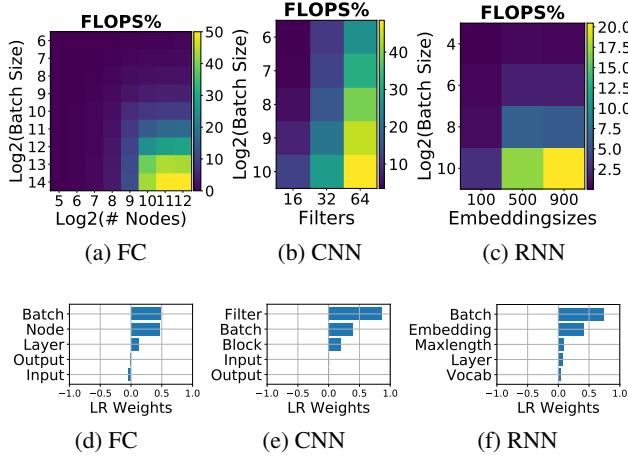 FLOPS%
Log2(Batch Size)
6
7
8
9
10
11
12
13
14
5 6 7 8 9 101112
Log2(# Nodes)
50
40
30
20
10
0
(a) FC
FLOPS%
Log2(Batch Size)
6
7
8
9
10
16 32 64
Filters
40
30
20
10
(b) CNN
FLOPS%
Log2(Batch Size)
4
6
8
10
100 500 900
Embeddingsizes
20.0
17.5
15.0
12.5
10.0
7.5
5.0
2.5
(c) RNN
Batch
Node
Layer
Output
Input
−1.0 −0.5 0.0 0.5 1.0
LR Weights
(d) FC
Filter
Batch
Block
Input
Output
−1.0 −0.5 0.0 0.5 1.0
LR Weights
(e) CNN
Batch
Embedding
Maxlength
Layer
Vocab
−1.0 −0.5 0.0 0.5 1.0
LR Weights
(f) RNN